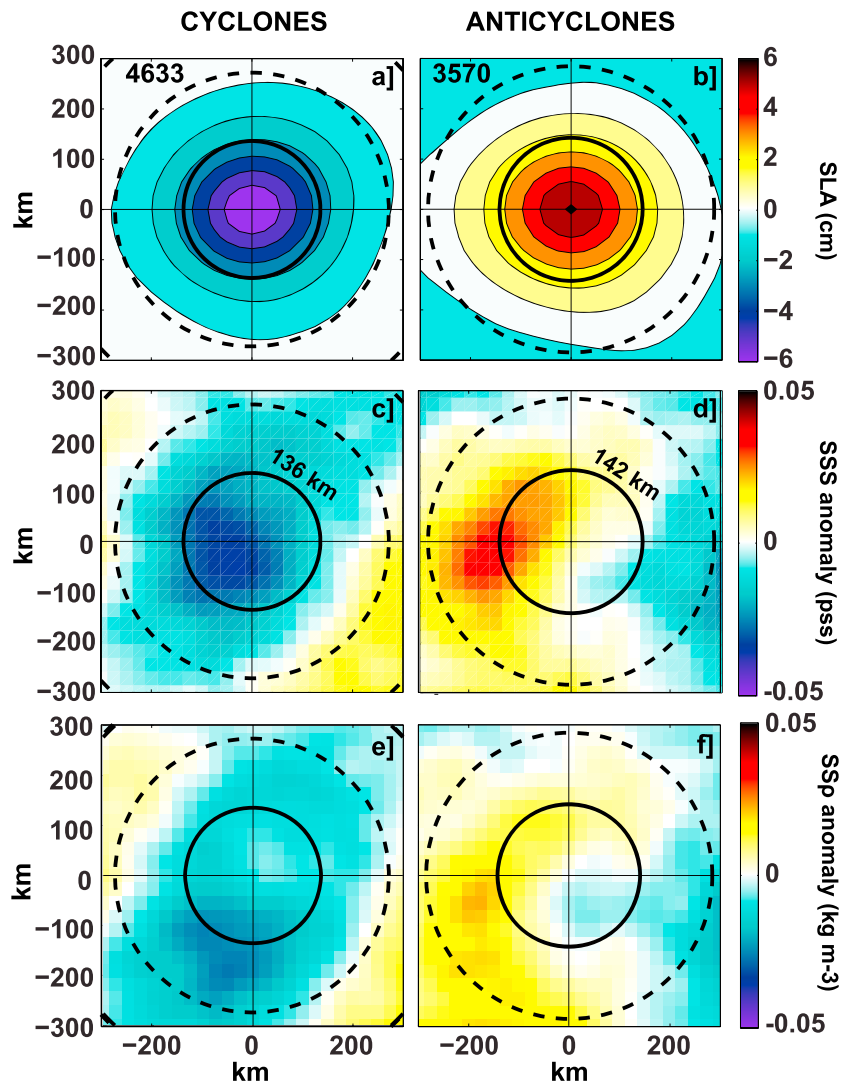 CYCLONES ANTICYCLONES
300 4633 a] 3570 b] 6
200 4
100 2
km 0 0 SLA (cm)
−100 −2
−200 −4
−300 −6
300 c] d] 0.05
200
100 136 km 142 km
km 0 0 SSS anomaly (pss)
−100
−200
−300 -0.05
300 e] f] 0.05
200
100
km 0 0 SSp anomaly (kg m-3)
−100
−200
−300 -0.05
−200 0 200 −200 0 200
km km